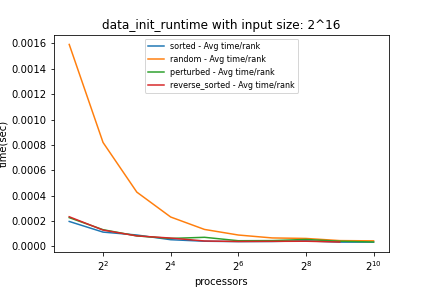 data_init_runtime with input size: 2^16
sorted - Avg time/rank
random - Avg time/rank
perturbed - Avg time/rank
reverse_sorted - Avg time/rank
time(sec)
0.0016
0.0014
0.0012
0.0010
0.0008
0.0006
0.0004
0.0002
0.0000
2^2 2^4 2^6 2^8 2^10
processors